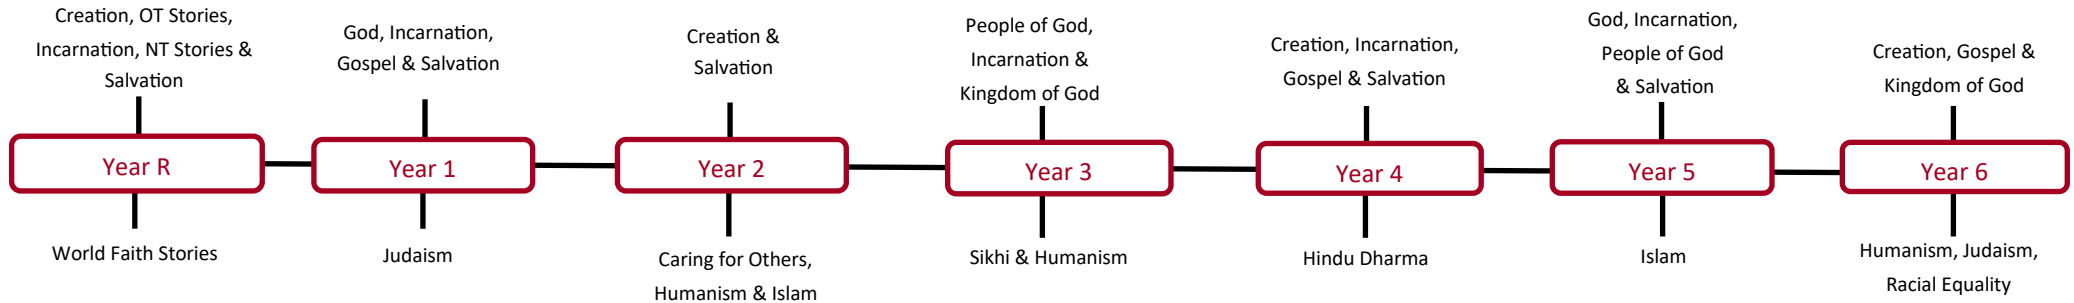 Creation, OT Stories,
Incarnation, NT Stories &
Salvation
God, Incarnation,
Gospel & Salvation
Creation &
Salvation
People of God,
Incarnation &
Kingdom of God
Creation, Incarnation,
Gospel & Salvation
God, Incarnation,
People of God
& Salvation
Creation, Gospel &
Kingdom of God
Year R
Year 1
Year 2
Year 3
Year 4
Year 5
Year 6
World Faith Stories
Judaism
Caring for Others,
Humanism & Islam
Sikhi & Humanism
Hindu Dharma
Islam
Humanism, Judaism,
Racial Equality